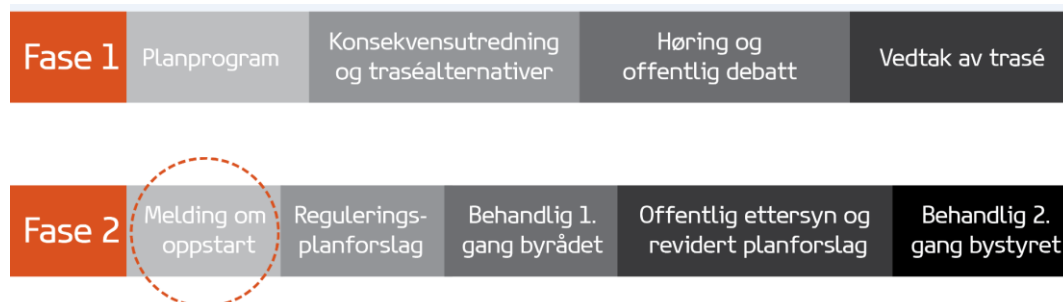 Fase 1
Planprogram
Konsekvensutredning
og traséalternativer
Høring og
offentlig debatt
Vedtak av trasé
Fase 2
Melding om
oppstart
Regulerings-
planforslag
Behandlig 1.
gang byrådet
Offentlig ettersyn og
revidert planforslag
Behandlig 2.
gang bystyret